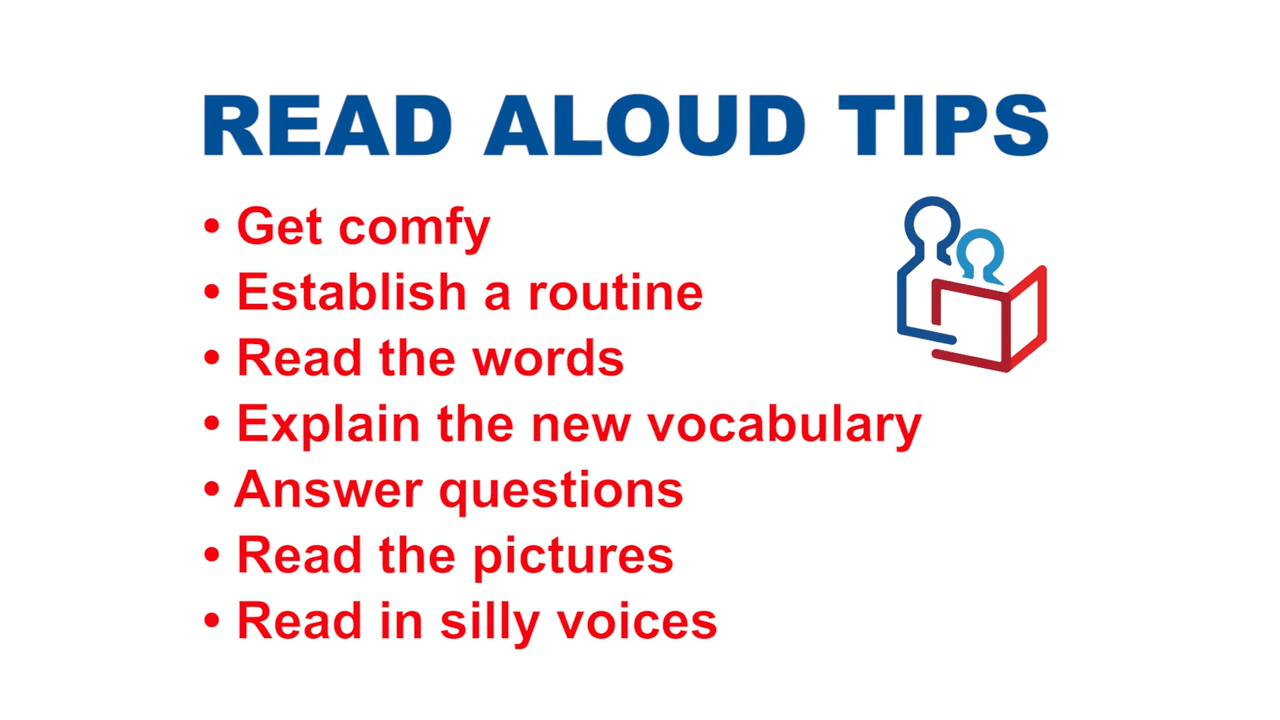 READ ALOUD TIPS
• Get comfy
• Establish a routine
• Read the words
• Explain the new vocabulary
• Answer questions
• Read the pictures
• Read in silly voices